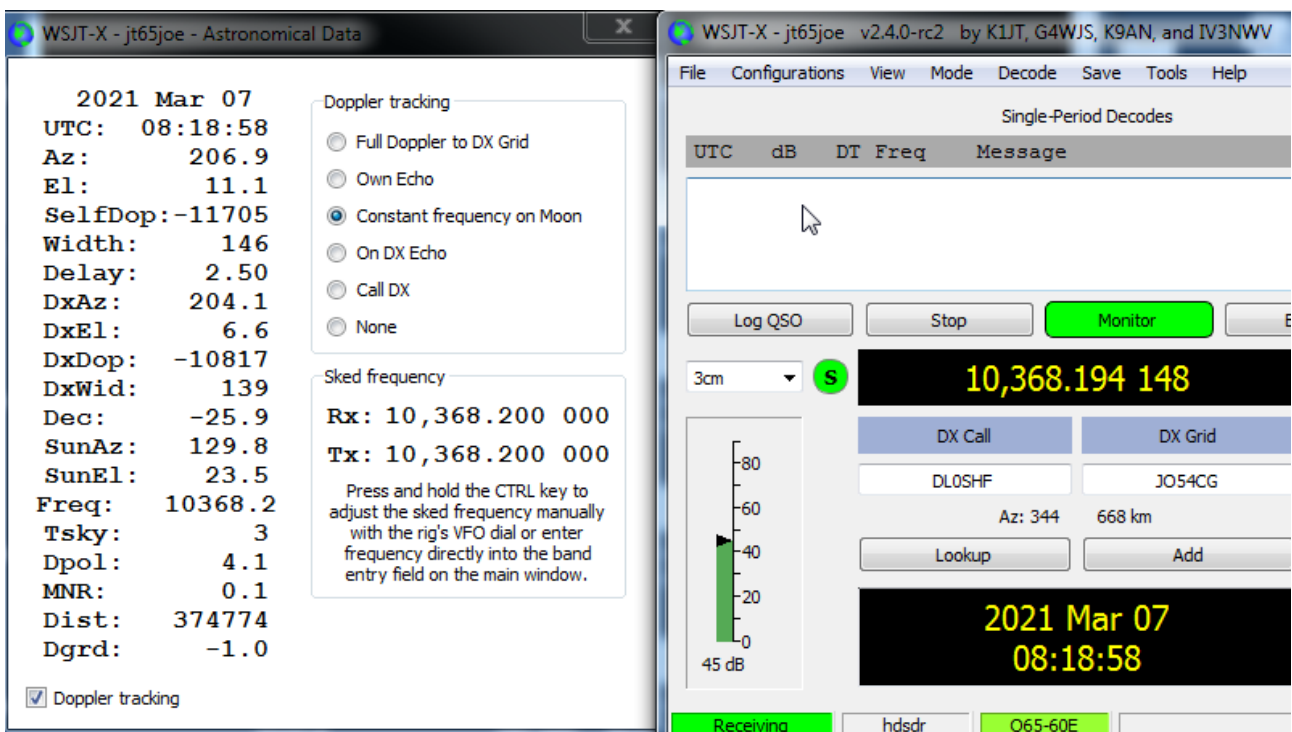 WSJT-X - jt65joe - Astronomical Data
X
2021 Mar 07
UTC: 08:18:58
Az: 206.9
El: 11.1
SelfDop:-11705
Width: 146
Delay: 2.50
DxAz: 204.1
DxEl: 6.6
DxDop: -10817
DxWid: 139
Dec: -25.9
SunAz: 129.8
SunEl: 23.5
Freq: 10368.2
Tsky: 3
Dpol: 4.1
MNR: 0.1
Dist: 374774
Dgrd: -1.0
Doppler tracking
Doppler tracking
Full Doppler to DX Grid
Own Echo
Constant frequency on Moon
On DX Echo
Call DX
None
Sked frequency
Rx: 10,368.200 000
Tx: 10,368.200 000
Press and hold the CTRL key to
adjust the sked frequency manually
with the rig's VFO dial or enter
frequency directly into the band
entry field on the main window.
WSJT-X - jt65joe v2.4.0-rc2 by K1JT, G4WJS, K9AN, and IV3NWV
File Configurations View Mode Decode Save Tools Help
Single-Period Decodes
UTC dB DT Freq Message
Log QSO Stop Monitor E
3cm S 10,368.194 148
DX Call DX Grid
DL0SHF JO54CG
Az: 344 668 km
Lookup Add
-80
-60
-40
-20
-0
45 dB
2021 Mar 07
08:18:58
Receiving hdsdr Q65-60E